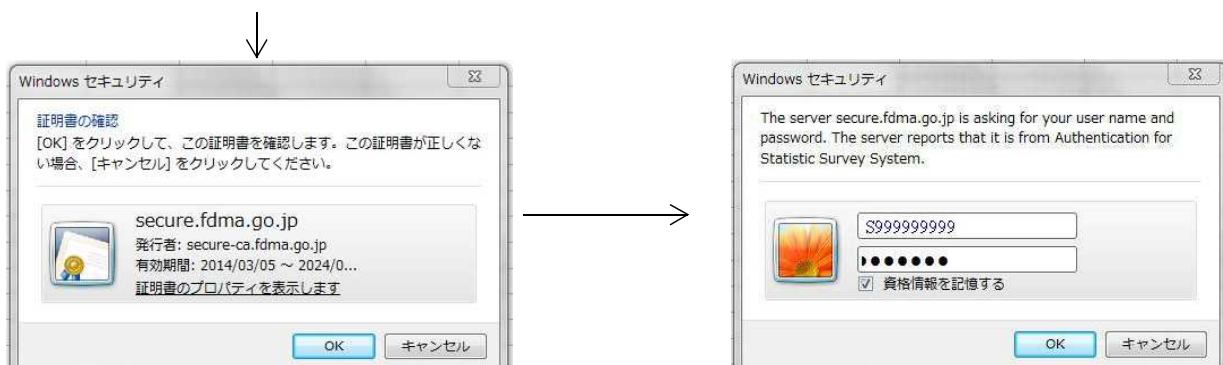 Windows セキュリティ
証明書の確認
[OK] をクリックして、この証明書を確認します。この証明書が正しくな
い場合、[キャンセル] をクリックしてください。
secure.fdma.go.jp
発行者: secure-ca.fdma.go.jp
有効期間: 2014/03/05 ～ 2024/0...
証明書のプロパティを表示します
OK
キャンセル
Windows セキュリティ
The server secure.fdma.go.jp is asking for your user name and
password. The server reports that it is from Authentication for
Statistic Survey System.
S999999999
資格情報を記憶する
OK
キャンセル